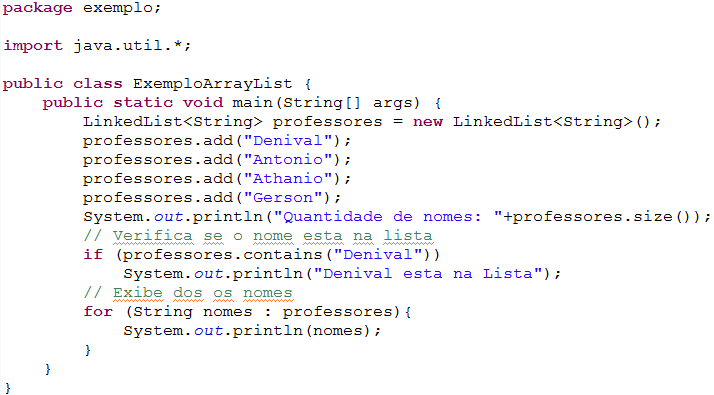 package exemplo;
import java.util.*;
public class ExemploArrayList {
public static void main(String[] args) {
LinkedList<String> professores = new LinkedList<String>();
professores.add("Denival");
professores.add("Antonio");
professores.add("Athanio");
professores.add("Gerson");
System.out.println("Quantidade de nomes: "+professores.size());
// Verifica se o nome esta na lista
if (professores.contains("Denival"))
System.out.println("Denival esta na Lista");
// Exibe dos os nomes
for (String nomes : professores){
System.out.println(nomes);
}
}
}